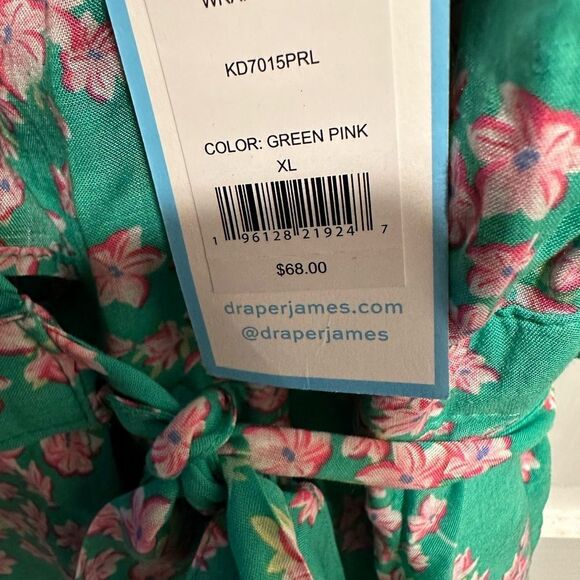 KD7015PRL
COLOR: GREEN PINK
XL
1 96128 21924 7
$68.00
draperjames.com
@draperjames